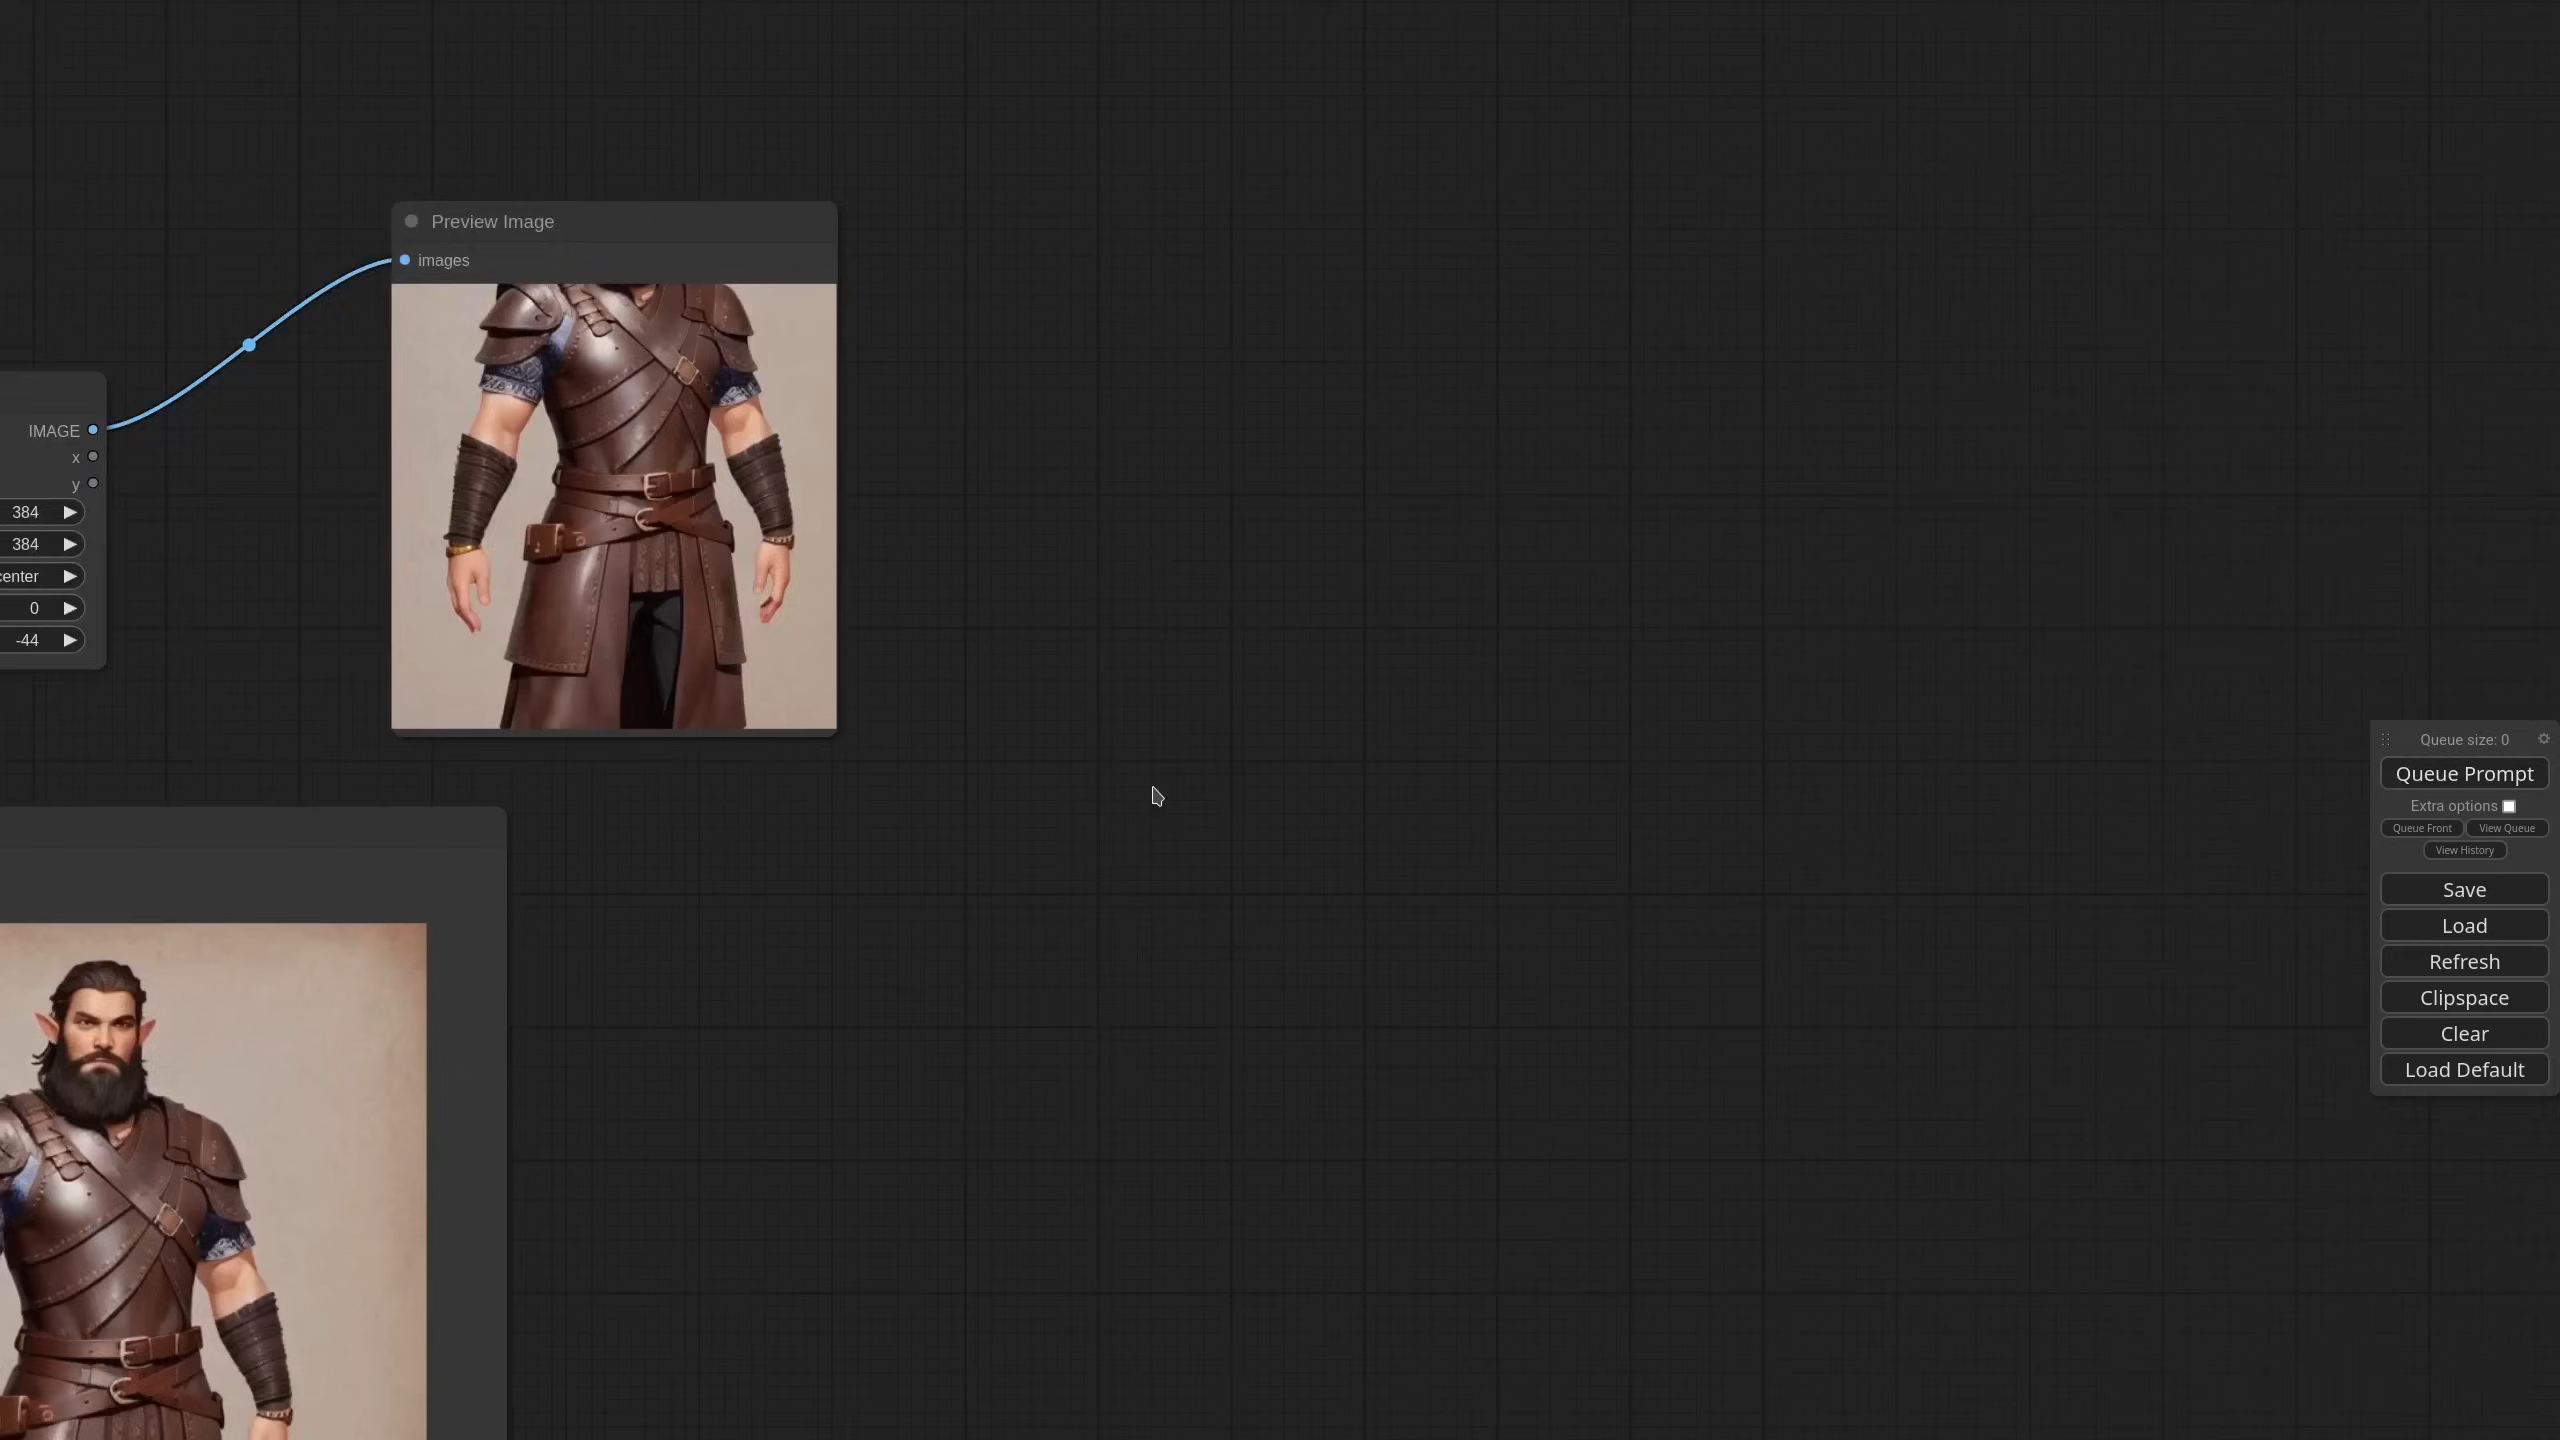 Preview Image
images
IMAGE
x
y
384
384
center
0
-44
Queue size: 0
Queue Prompt
Extra options
Queue Front
View Queue
View History
Save
Load
Refresh
Clipspace
Clear
Load Default